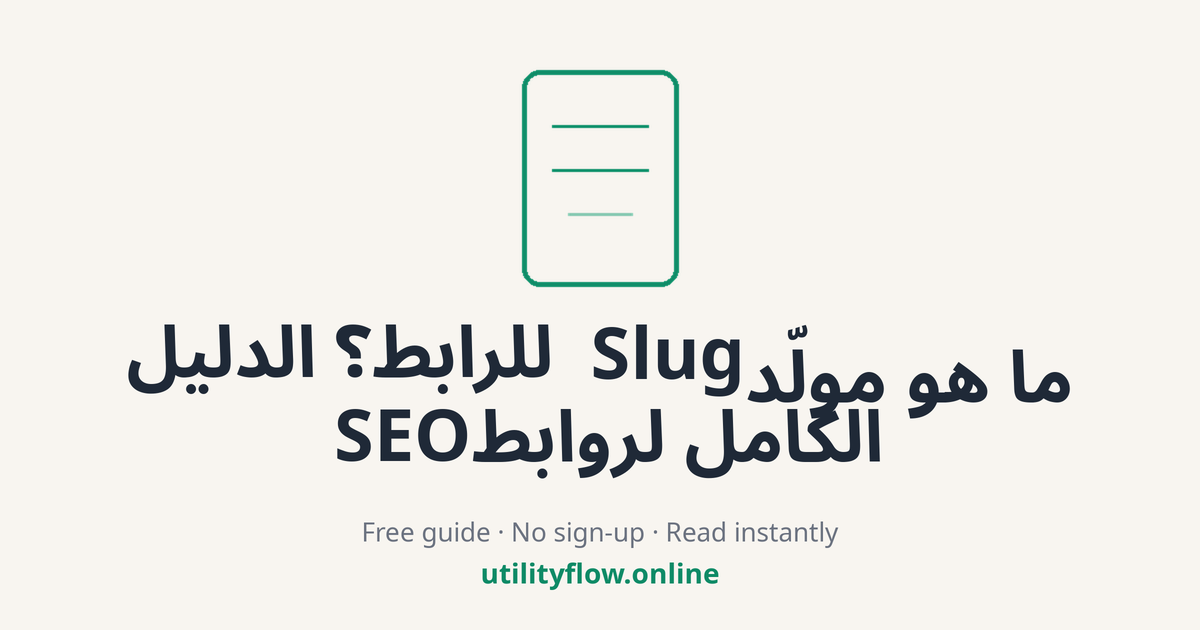 ما هو مولّد Slug للرابط؟ الدليل
الكامل لروابط SEO
Free guide · No sign-up · Read instantly
utilityflow.online